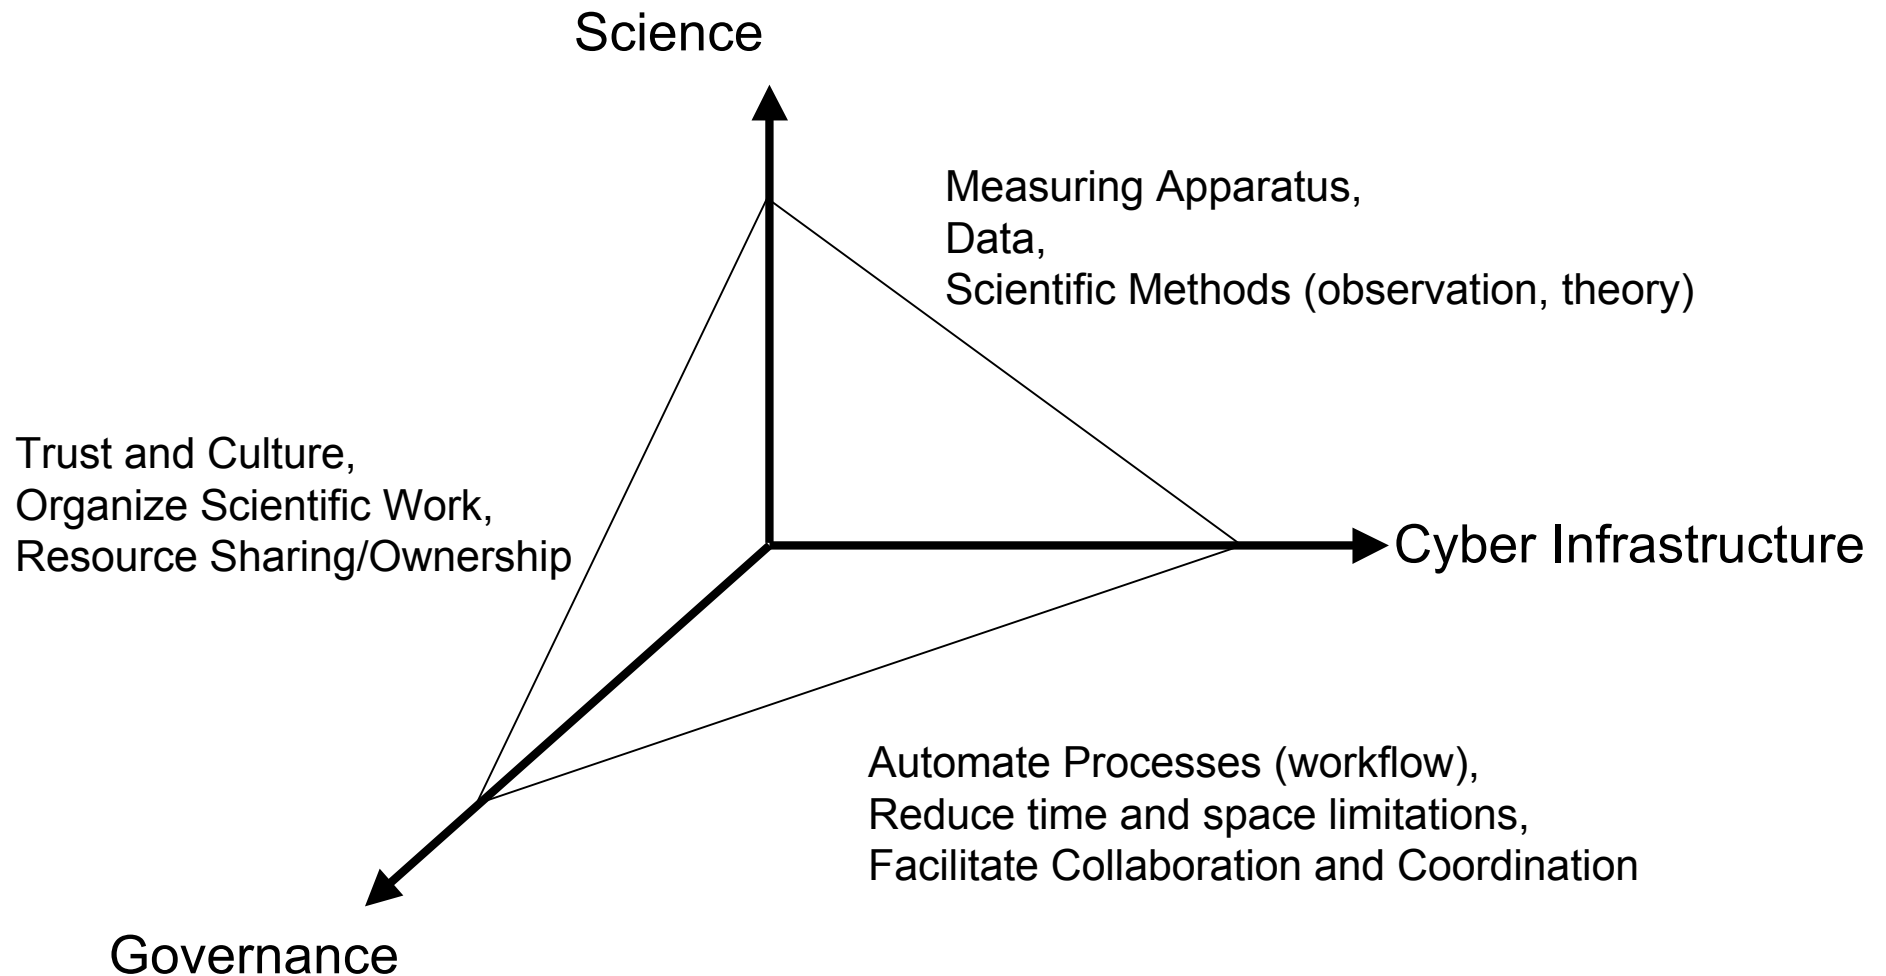 Science
Measuring Apparatus,
Data,
Scientific Methods (observation, theory)
Trust and Culture,
Organize Scientific Work,
Resource Sharing/Ownership
Cyber Infrastructure
Automate Processes (workflow),
Reduce time and space limitations,
Facilitate Collaboration and Coordination
Governance